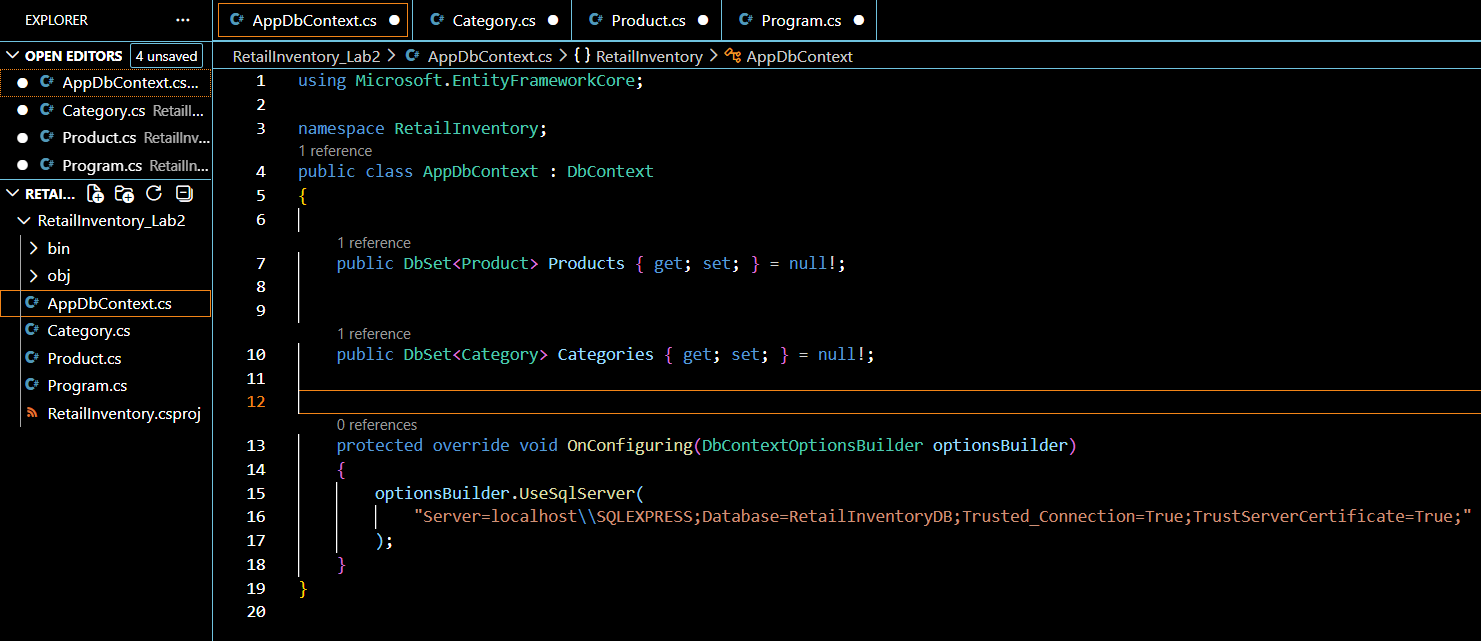 EXPLORER ···
OPEN EDITORS 4 unsaved
AppDbContext.cs...
Category.cs Retaill...
Product.cs RetailInv...
Program.cs RetailIn...
RETAI...
RetailInventory_Lab2
bin
obj
AppDbContext.cs
Category.cs
Product.cs
Program.cs
RetailInventory.csproj
AppDbContext.cs Category.cs Product.cs Program.cs
RetailInventory_Lab2 > AppDbContext.cs > {} RetailInventory > AppDbContext
1 using Microsoft.EntityFrameworkCore;
2
3 namespace RetailInventory;
1 reference
4 public class AppDbContext : DbContext
5 {
6
1 reference
7 public DbSet<Product> Products { get; set; } = null!;
8
9
1 reference
10 public DbSet<Category> Categories { get; set; } = null!;
11
12
0 references
13 protected override void OnConfiguring(DbContextOptionsBuilder optionsBuilder)
14 {
15 optionsBuilder.UseSqlServer(
16 "Server=localhost\\SQLEXPRESS;Database=RetailInventoryDB;Trusted_Connection=True;TrustServerCertificate=True;"
17 );
18 }
19 }
20